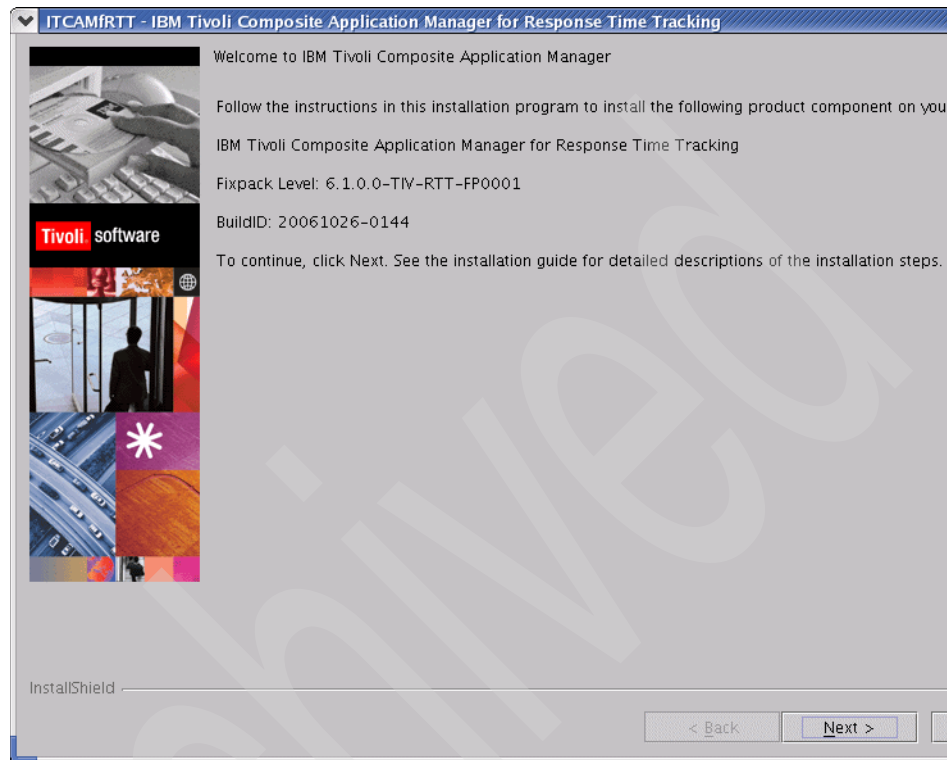 ITCAMfRTT - IBM Tivoli Composite Application Manager for Response Time Tracking
Welcome to IBM Tivoli Composite Application Manager
Follow the instructions in this installation program to install the following product component on you
IBM Tivoli Composite Application Manager for Response Time Tracking
Fixpack Level: 6.1.0.0-TIV-RTT-FP0001
BuildID: 20061026-0144
Tivoli. software
To continue, click Next. See the installation guide for detailed descriptions of the installation steps.
InstallShield
< Back Next >
hived